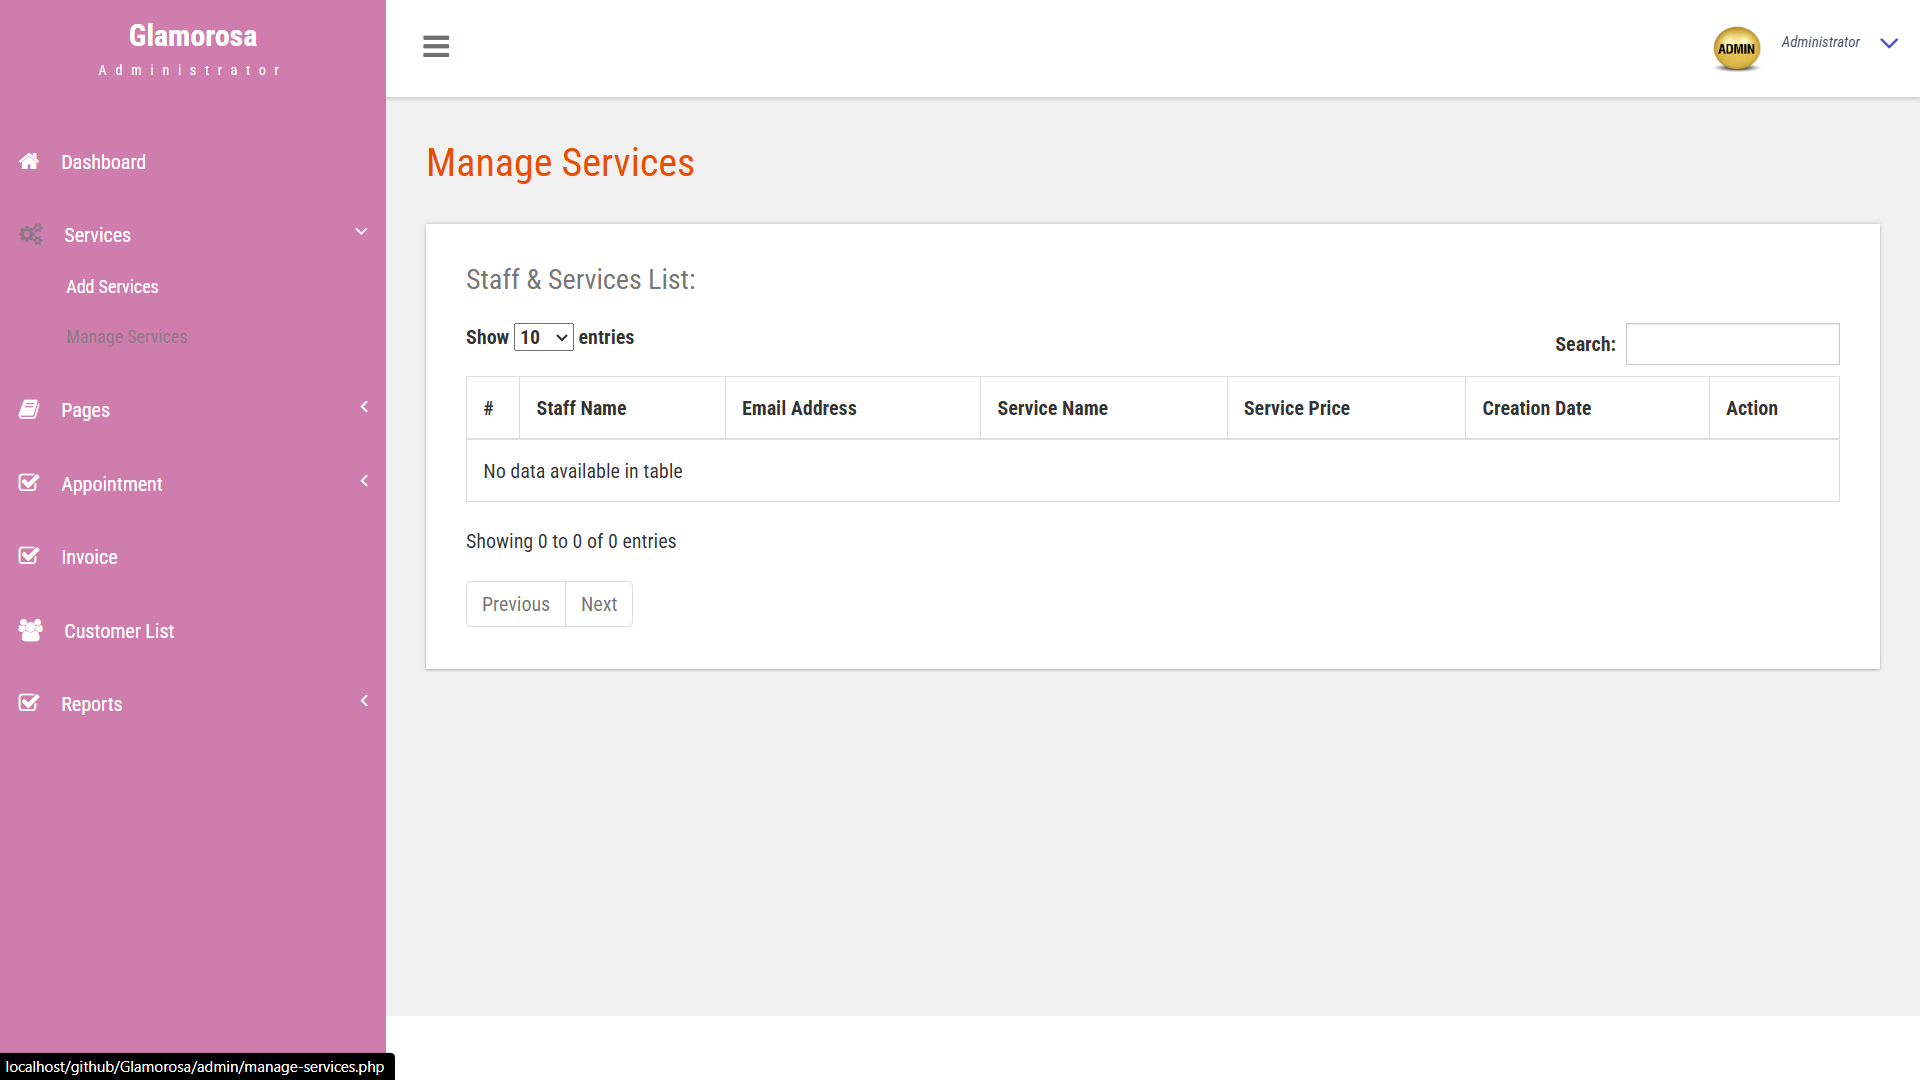 Glamorosa
Administrator
Dashboard
Services
Add Services
Manage Services
Pages
Appointment
Invoice
Customer List
Reports
ADMIN
Administrator
Manage Services
Staff & Services List:
Show 10 entries
Search:
# Staff Name Email Address Service Name Service Price Creation Date Action
No data available in table
Showing 0 to 0 of 0 entries
Previous Next
localhost/github/Glamorosa/admin/manage-services.php